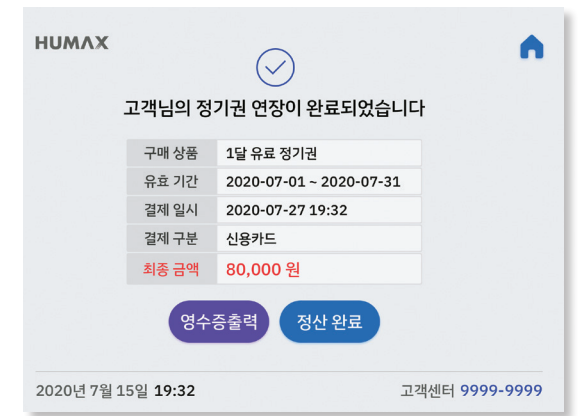 HUMAX
고객님의 정기권 연장이 완료되었습니다
구매 상품 1달 유료 정기권
유효 기간 2020-07-01 ~ 2020-07-31
결제 일시 2020-07-27 19:32
결제 구분 신용카드
최종 금액 80,000 원
영수증출력 정산 완료
2020년 7월 15일 19:32 고객센터 9999-9999